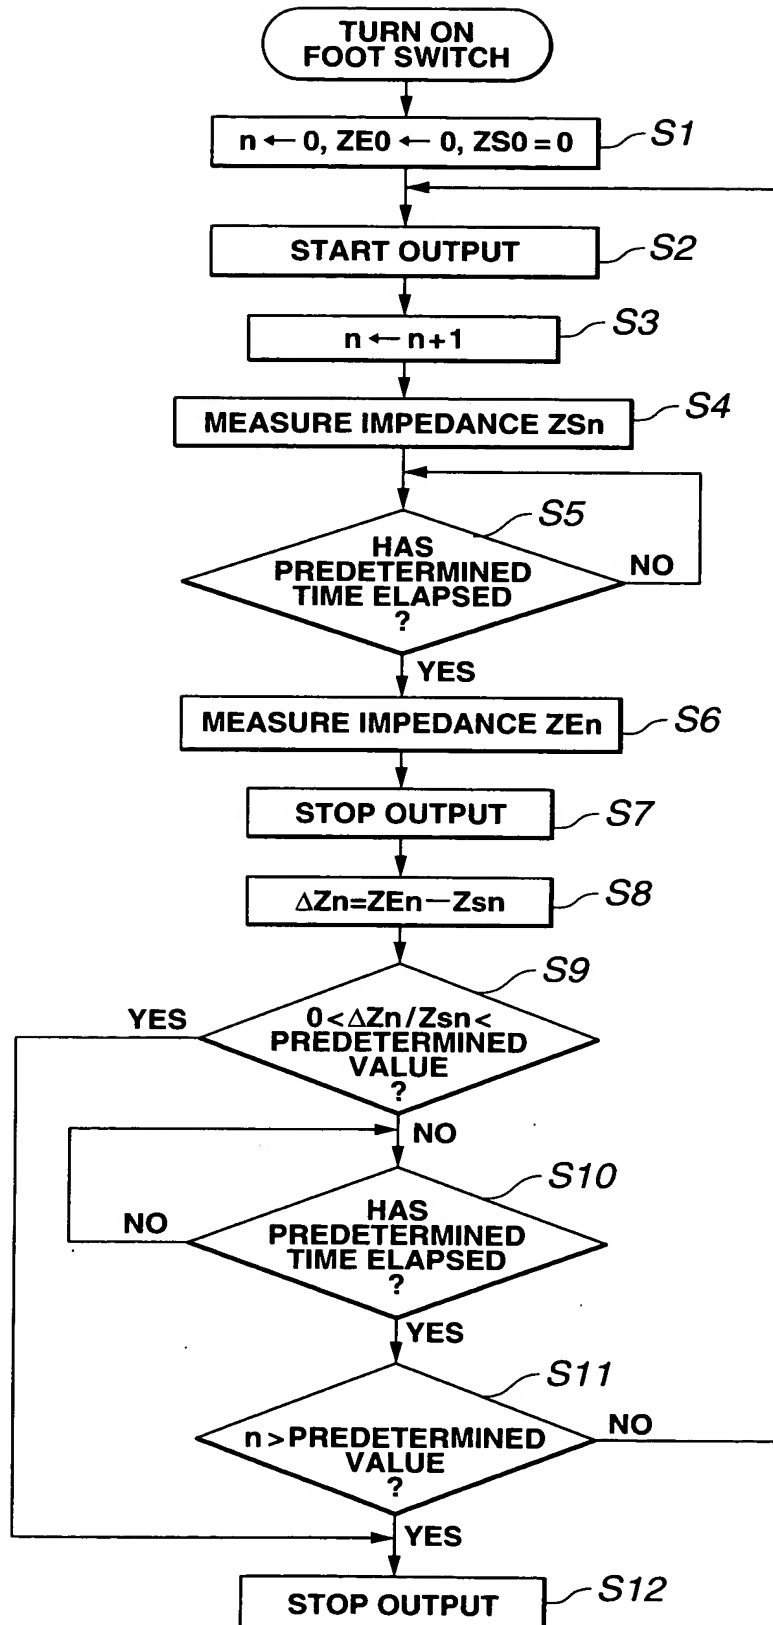 TURN ON
FOOT SWITCH
n ← 0, ZE0 ← 0, ZS0 = 0
S1
START OUTPUT
S2
n ← n+1
S3
MEASURE IMPEDANCE ZSn
S4
S5
HAS
PREDETERMINED
TIME ELAPSED
?
NO
YES
MEASURE IMPEDANCE ZEn
S6
STOP OUTPUT
S7
ΔZn=ZEn−Zsn
S8
S9
YES
0<ΔZn/Zsn<
PREDETERMINED
VALUE
?
NO
S10
NO
HAS
PREDETERMINED
TIME ELAPSED
?
YES
S11
NO
n>PREDETERMINED
VALUE
?
YES
STOP OUTPUT
S12